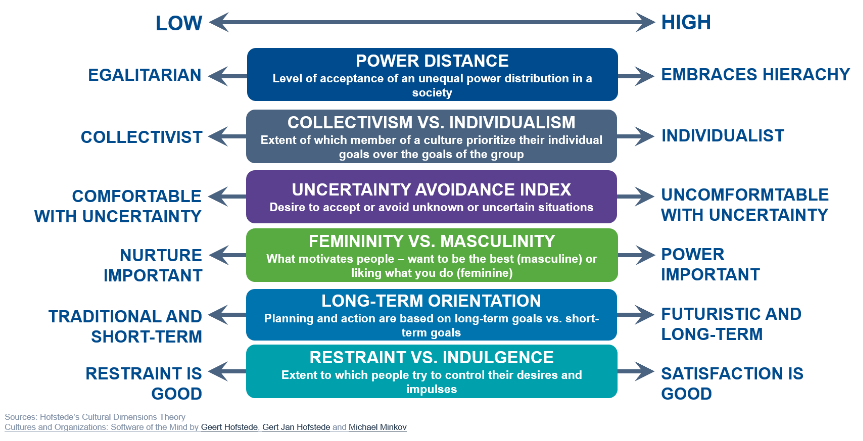 LOW
HIGH
POWER DISTANCE
Level of acceptance of an unequal power distribution in a
society
EGALITARIAN
EMBRACES HIERACHY
COLLECTIVISM VS. INDIVIDUALISM
Extent of which member of a culture prioritize their individual
goals over the goals of the group
COLLECTIVIST
INDIVIDUALIST
UNCERTAINTY AVOIDANCE INDEX
Desire to accept or avoid unknown or uncertain situations
COMFORTABLE
WITH UNCERTAINTY
UNCOMFORMTABLE
WITH UNCERTAINTY
FEMININITY VS. MASCULINITY
What motivates people – want to be the best (masculine) or
liking what you do (feminine)
NURTURE
IMPORTANT
POWER
IMPORTANT
LONG-TERM ORIENTATION
Planning and action are based on long-term goals vs. short-
term goals
TRADITIONAL AND
SHORT-TERM
FUTURISTIC AND
LONG-TERM
RESTRAINT VS. INDULGENCE
Extent to which people try to control their desires and
impulses
RESTRAINT IS
GOOD
SATISFACTION IS
GOOD
Sources: Hofstede's Cultural Dimensions Theory
Cultures and Organizations: Software of the Mind by Geert Hofstede, Gert Jan Hofstede and Michael Minkov